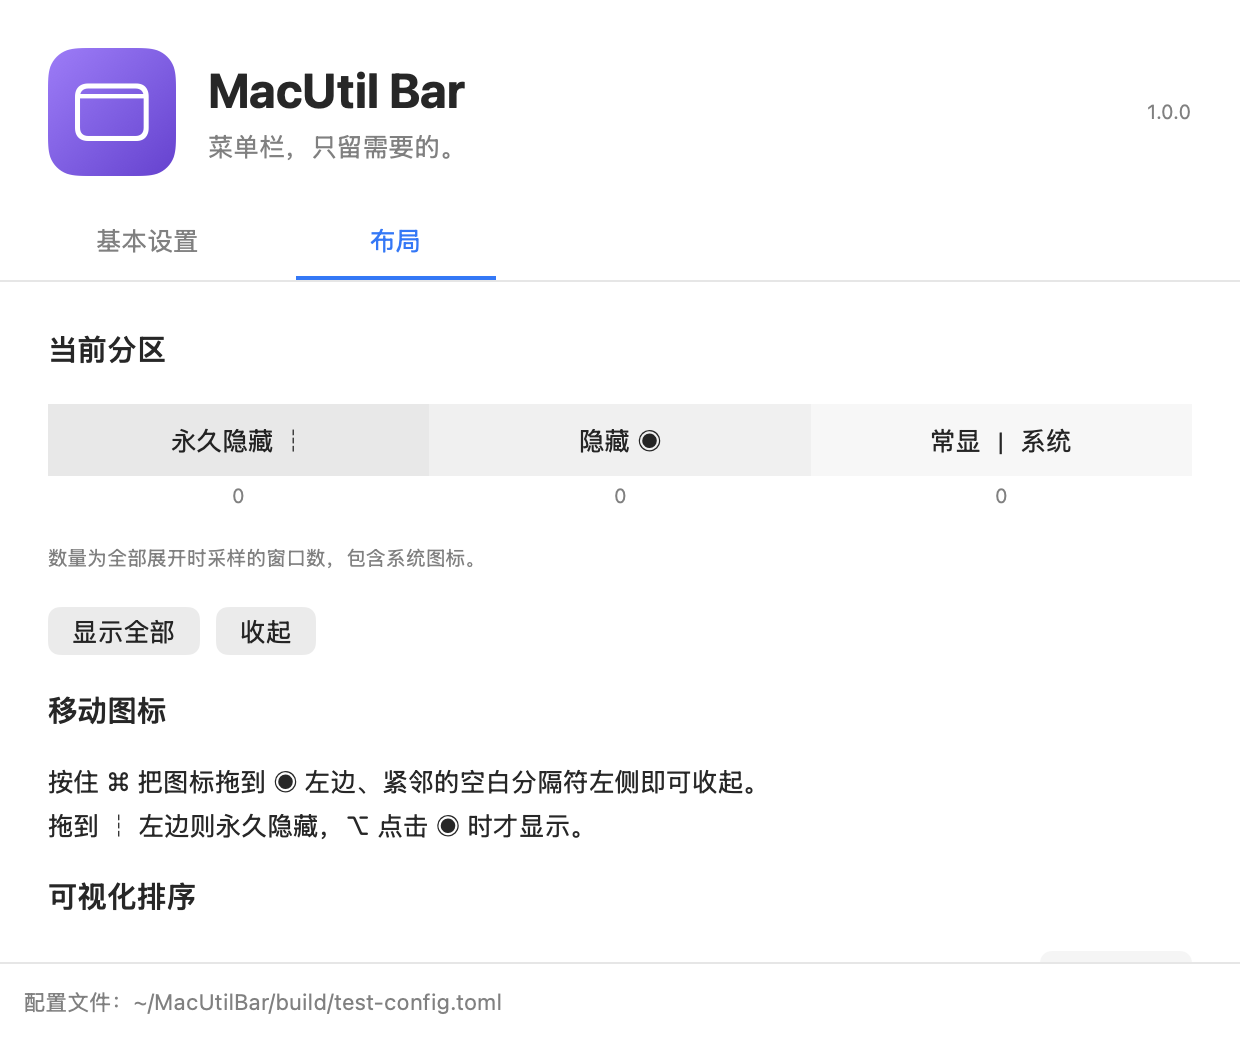 MacUtil Bar
菜单栏，只留需要的。
1.0.0
基本设置
布局
当前分区
永久隐藏 ┆
隐藏 ◉
常显 | 系统
0
0
0
数量为全部展开时采样的窗口数，包含系统图标。
显示全部
收起
移动图标
按住 ⌘ 把图标拖到 ◉ 左边、紧邻的空白分隔符左侧即可收起。
拖到 ┆ 左边则永久隐藏，⌥ 点击 ◉ 时才显示。
可视化排序
配置文件：~/MacUtilBar/build/test-config.toml